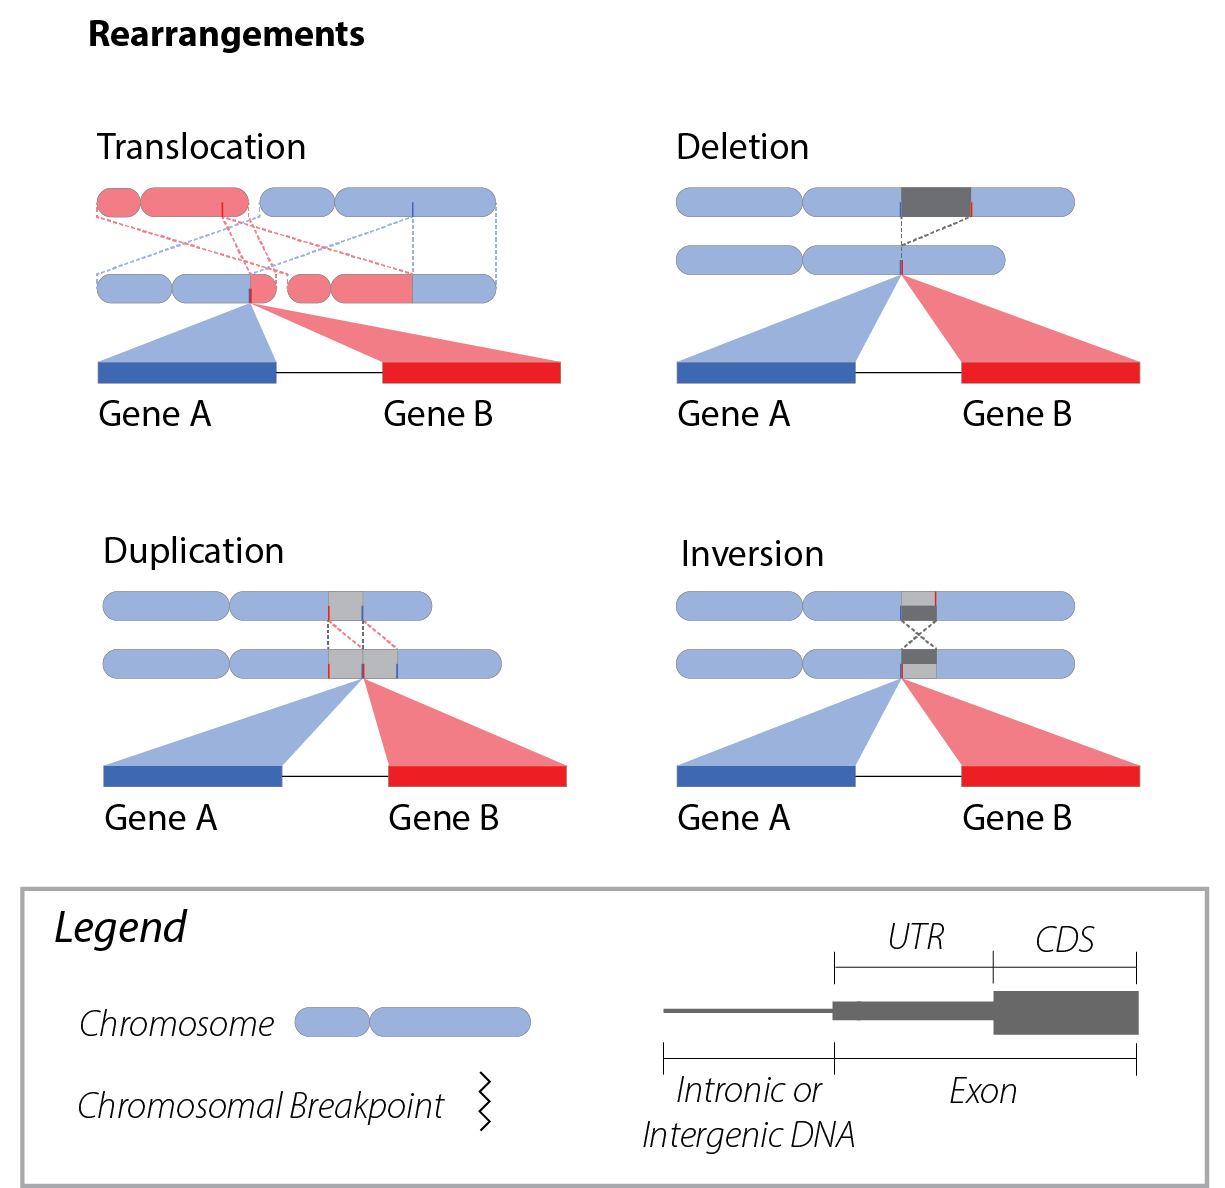 Rearrangements
Translocation
Gene A
Gene B
Deletion
Gene A
Gene B
Duplication
Gene A
Gene B
Inversion
Gene A
Gene B
Legend
Chromosome
Chromosomal Breakpoint
UTR
CDS
Intronic or
Intergenic DNA
Exon